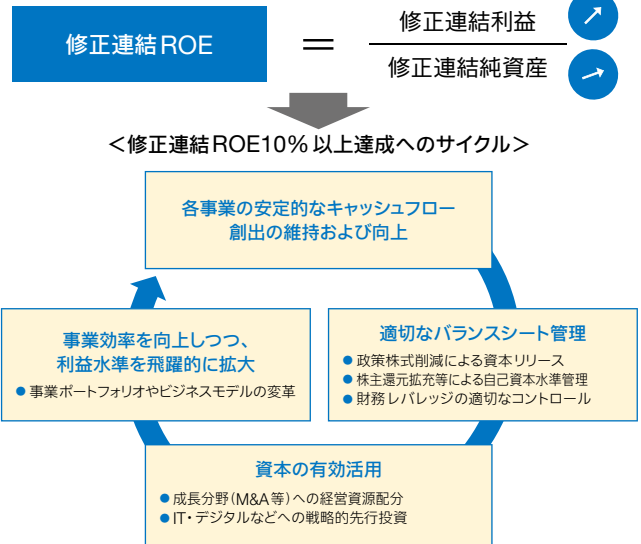 修正連結ROE
＝
修正連結利益
修正連結純資産
＜修正連結ROE10%以上達成へのサイクル＞
各事業の安定的なキャッシュフロー
創出の維持および向上
適切なバランスシート管理
● 政策株式削減による資本リリース
● 株主還元拡充等による自己資本水準管理
● 財務レバレッジの適切なコントロール
資本の有効活用
● 成長分野(M&A等)への経営資源配分
● IT・デジタルなどへの戦略的先行投資
事業効率を向上しつつ、
利益水準を飛躍的に拡大
● 事業ポートフォリオやビジネスモデルの変革